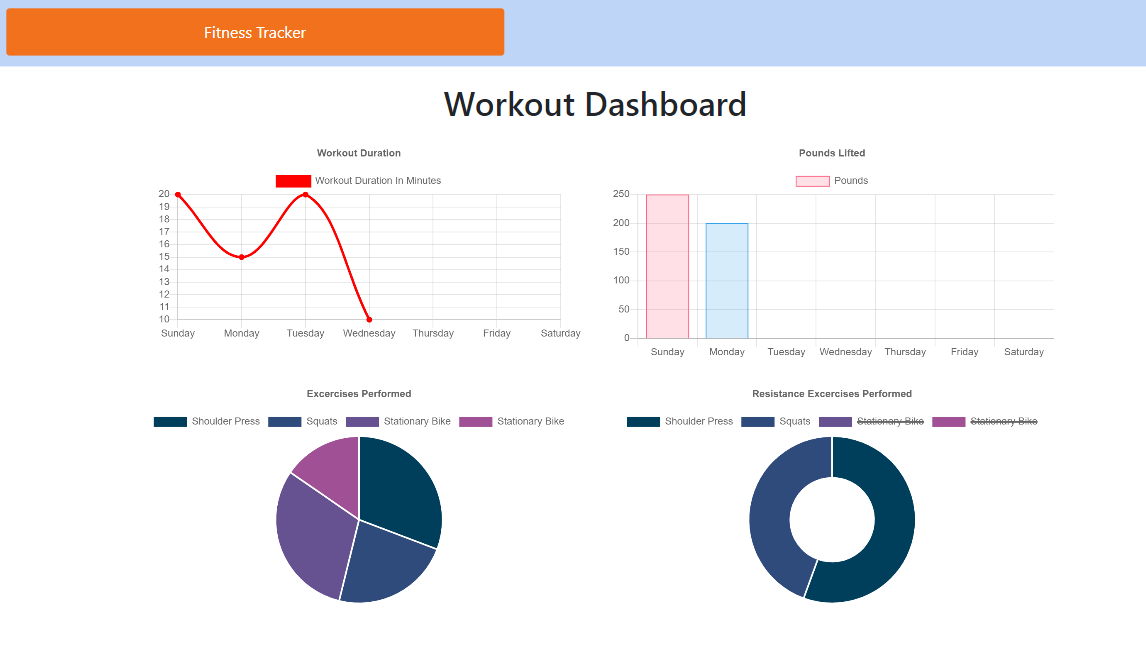 Fitness Tracker
Workout Dashboard
Workout Duration
Workout Duration In Minutes
20
19
18
17
16
15
14
13
12
11
10
Sunday Monday Tuesday Wednesday Thursday Friday Saturday
Pounds Lifted
Pounds
250
200
150
100
50
0
Sunday Monday Tuesday Wednesday Thursday Friday Saturday
Excercises Performed
Shoulder Press Squats Stationary Bike Stationary Bike
Resistance Excercises Performed
Shoulder Press Squats Stationary Bike Stationary Bike